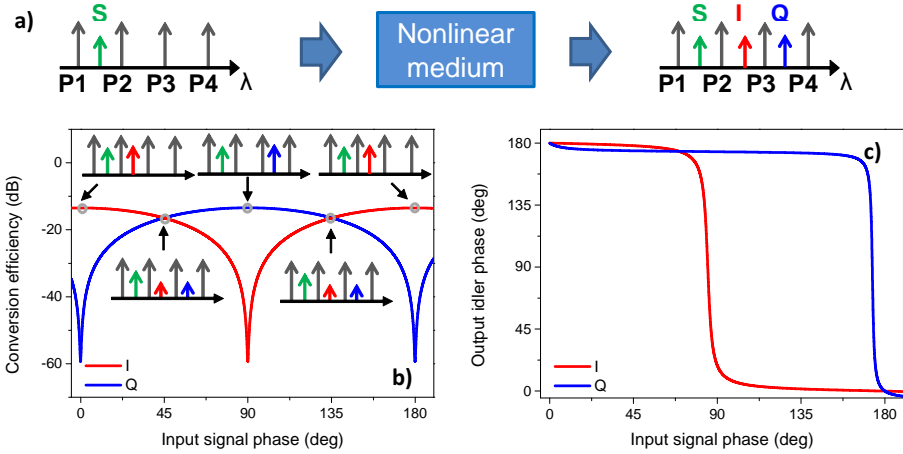 a)
S
P1 P2 P3 P4 λ
Nonlinear
medium
S I Q
P1 P2 P3 P4 λ
Conversion efficiency (dB)
0
-20
-40
-60
I
Q
b)
0 45 90 135 180
Input signal phase (deg)
Output idler phase (deg)
180
135
90
45
0
c)
I
Q
0 45 90 135 180
Input signal phase (deg)